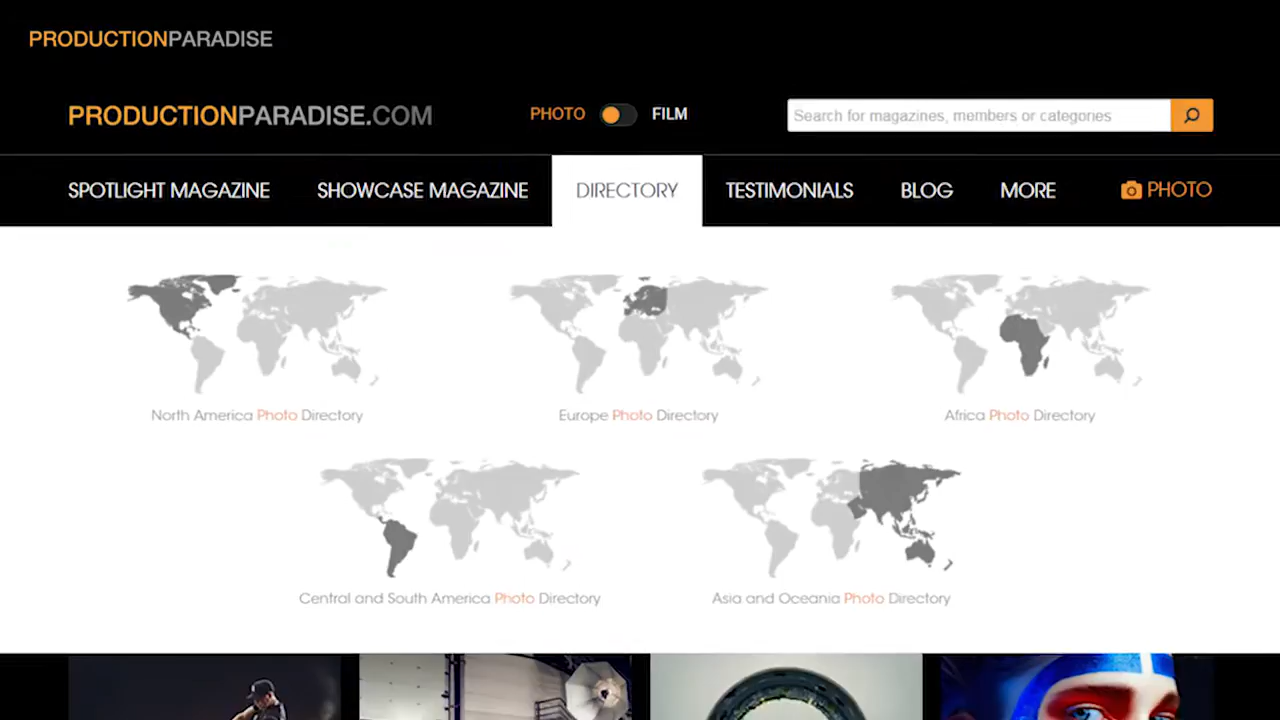 PRODUCTIONPARADISE
PRODUCTIONPARADISE.COM
PHOTO FILM
Search for magazines, members or categories
SPOTLIGHT MAGAZINE SHOWCASE MAGAZINE DIRECTORY TESTIMONIALS BLOG MORE PHOTO
North America Photo Directory Europe Photo Directory Africa Photo Directory
Central and South America Photo Directory Asia and Oceania Photo Directory